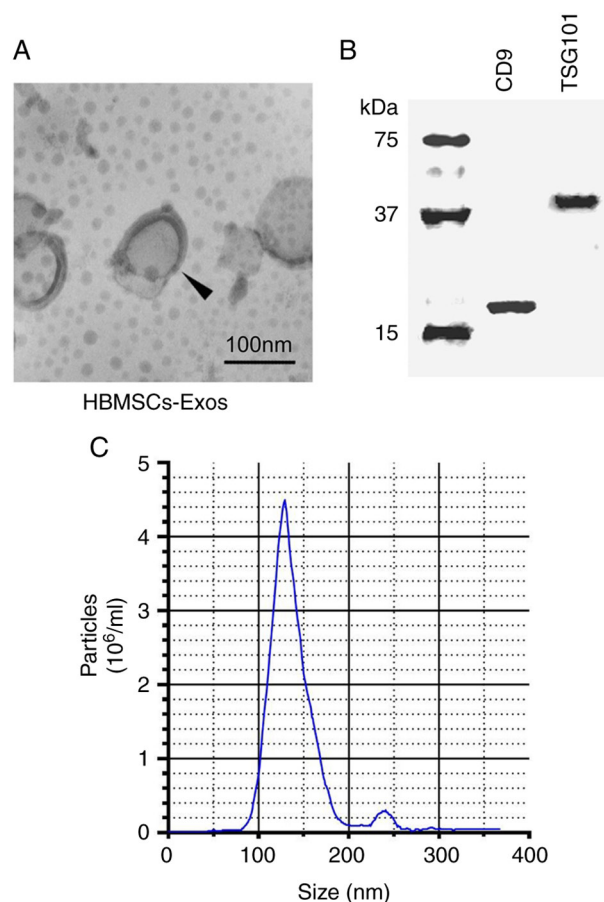 A
100nm
HBMSCs-Exos
B
CD9
TSG101
kDa
75
37
15
C
5
4
3
2
1
0
Particles
(10⁶/ml)
0 100 200 300 400
Size (nm)